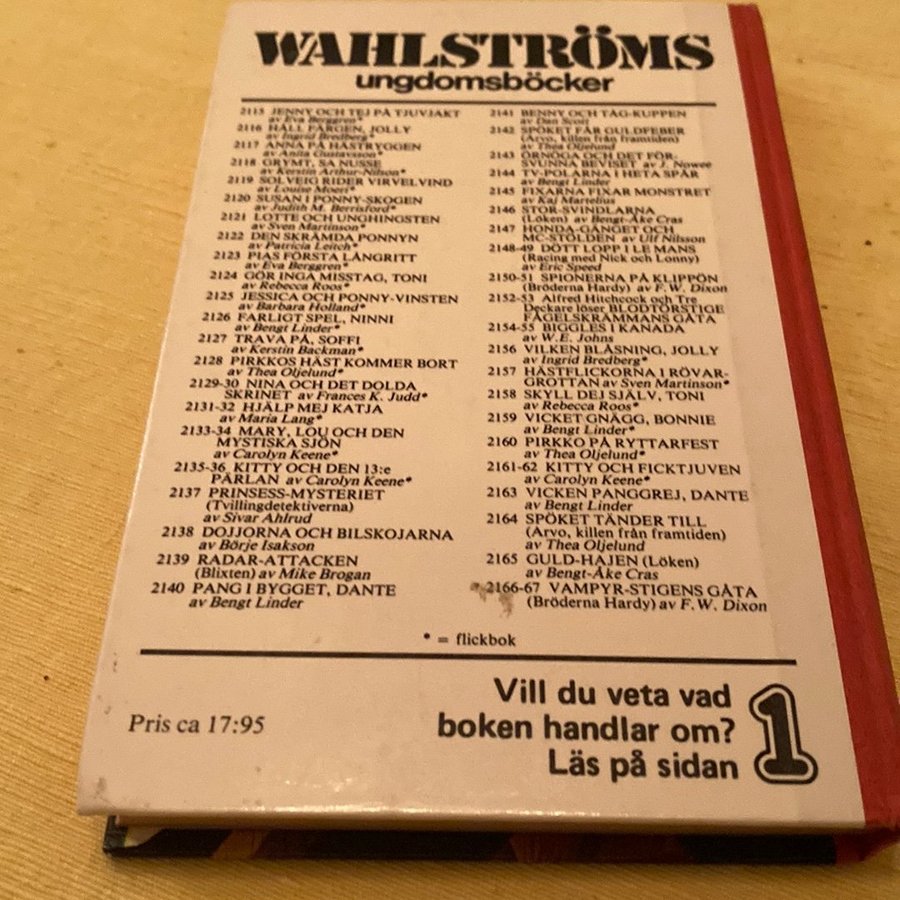 WAHLSTRÖMS
ungdomsböcker
2115 JENNY OCH TEJ PÅ TJUVJAKT
av Eva Berggren*
2116 HÅLL FÄRGEN, JOLLY
av Ingrid Bredberg*
2117 ANNA PÅ HÄSTRYGGEN
av Anita Gustavsson*
2118 GRYMT, SA NUSSE
av Kerstin Arthur-Nilson*
2119 SOLVEIG RIDER VIRVELVIND
av Louise Moeri*
2120 SUSAN I PONNY-SKOGEN
av Judith M. Berrisford*
2121 LOTTE OCH UNGHINGSTEN
av Sven Martinson*
2122 DEN SKRÄMDA PONNYN
av Patricia Leitch*
2123 PIAS FÖRSTA LÅNGRITT
av Eva Berggren*
2124 GÖR INGA MISSTAG, TONI
av Rebecca Roos*
2125 JESSICA OCH PONNY-VINSTEN
av Barbara Holland*
2126 FARLIGT SPEL, NINNI
av Bengt Linder*
2127 TRAVA PÅ, SOFFI
av Kerstin Backman*
2128 PIRKKOS HÄST KOMMER BORT
av Thea Oljelund*
2129-30 NINA OCH DET DOLDA
SKRINET av Frances K. Judd*
2131-32 HJÄLP MEJ KATJA
av Maria Lang*
2133-34 MARY, LOU OCH DEN
MYSTISKA SJÖN
av Carolyn Keene*
2135-36 KITTY OCH DEN 13:e
PÄRLAN av Carolyn Keene*
2137 PRINSESS-MYSTERIET
(Tvillingdetektiverna)
av Sivar Ahlrud
2138 DOJJORNA OCH BILSKOJARNA
av Börje Isakson
2139 RADAR-ATTACKEN
(Blixten) av Mike Brogan
2140 PANG I BYGGET, DANTE
av Bengt Linder
2141 BENNY OCH TÅG-KUPPEN
av Dan Scott
2142 SPÖKET FÅR GULDFEBER
(Arvo, killen från framtiden)
av Thea Oljelund
2143 ÖRNÖGA OCH DET FÖR-
SVUNNA BEVISET av J. Nowee
2144 TV-POLARNA I HETA SPÅR
av Bengt Linder
2145 FIXARNA FIXAR MONSTRET
av Kaj Martelius
2146 STOR-SVINDLARNA
(Löken) av Bengt-Åke Cras
2147 HONDA-GÄNGET OCH
MC-STÖLDEN av Ulf Nilsson
2148-49 DÖTT LOPP I LE MANS
(Racing med Nick och Lonny)
av Eric Speed
2150-51 SPIONERNA PÅ KLIPPÖN
(Bröderna Hardy) av F.W. Dixon
2152-53 Alfred Hitchcock och Tre
Deckare löser BLODTÖRSTIGE
FÅGELSKRÄMMANS GÅTA
2154-55 BIGGLES I KANADA
av W.E. Johns
2156 VILKEN BLÅSNING, JOLLY
av Ingrid Bredberg*
2157 HÄSTFLICKORNA I RÖVAR-
GROTTAN av Sven Martinson*
2158 SKYLL DEJ SJÄLV, TONI
av Rebecca Roos*
2159 VICKET GNÄGG, BONNIE
av Bengt Linder*
2160 PIRKKO PÅ RYTTARFEST
av Thea Oljelund*
2161-62 KITTY OCH FICKTJUVEN
av Carolyn Keene*
2163 VICKEN PANGGREJ, DANTE
av Bengt Linder
2164 SPÖKET TÄNDER TILL
(Arvo, killen från framtiden)
av Thea Oljelund
2165 GULD-HAJEN (Löken)
av Bengt-Åke Cras
2166-67 VAMPYR-STIGENS GÅTA
(Bröderna Hardy) av F.W. Dixon
* = flickbok
Pris ca 17:95
Vill du veta vad
boken handlar om?
Läs på sidan 1